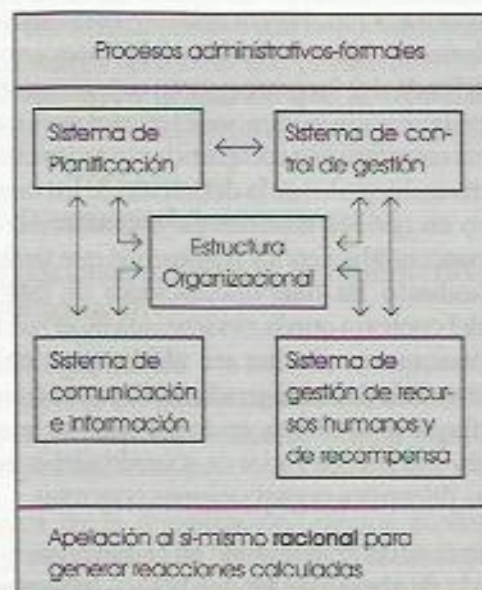 Procesos administrativos-formales
Sistema de
Planificación
Sistema de con-
trol de gestión
Estructura
Organizacional
Sistema de
comunicación
e información
Sistema de
gestión de recur-
sos humanos y
de recompensa
Apelación al sí-mismo racional para
generar reacciones calculadas